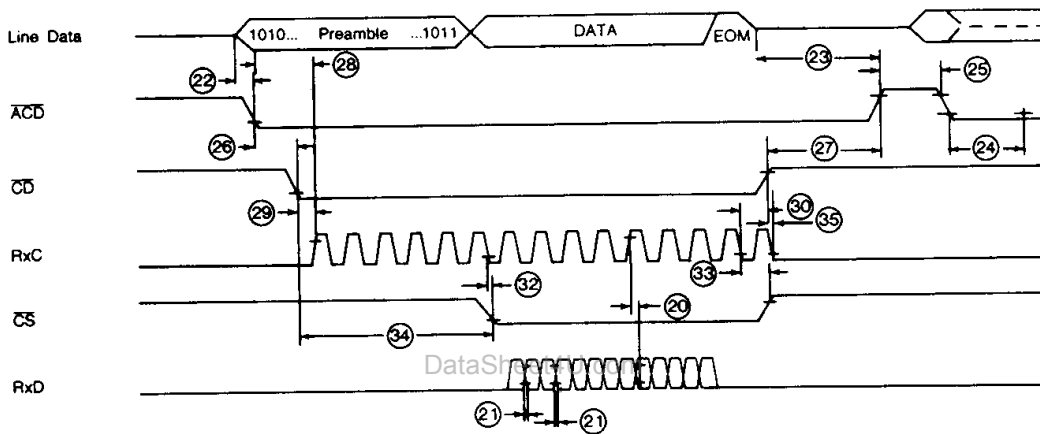 Line Data 1010... Preamble ...1011 DATA EOM
22 28 23 25
ACD
26 27 24
CD
29 30
35
RxC
32 33
CS
34 20
DataSheet4U.com
RxD
21 21